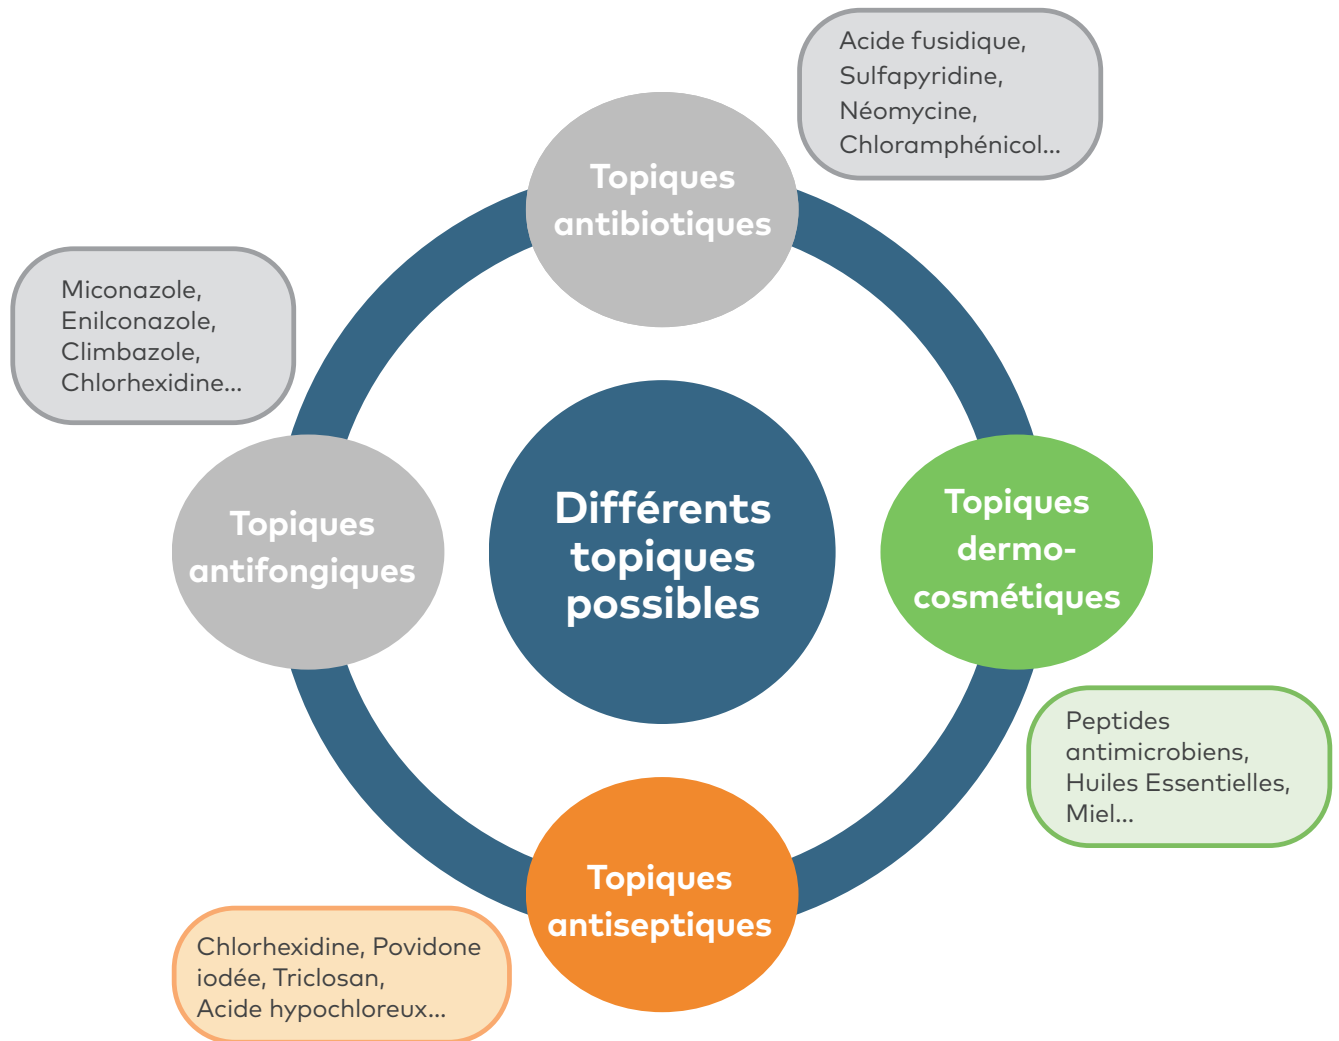 Acide fusidique,
Sulfapyridine,
Néomycine,
Chloramphénicol...
Topiques
antibiotiques
Miconazole,
Enilconazole,
Climbazole,
Chlorhexidine...
Topiques
antifongiques
Différents
topiques
possibles
Topiques
dermo-
cosmétiques
Peptides
antimicrobiens,
Huiles Essentielles,
Miel...
Topiques
antiseptiques
Chlorhexidine, Povidone
iodée, Triclosan,
Acide hypochloreux...